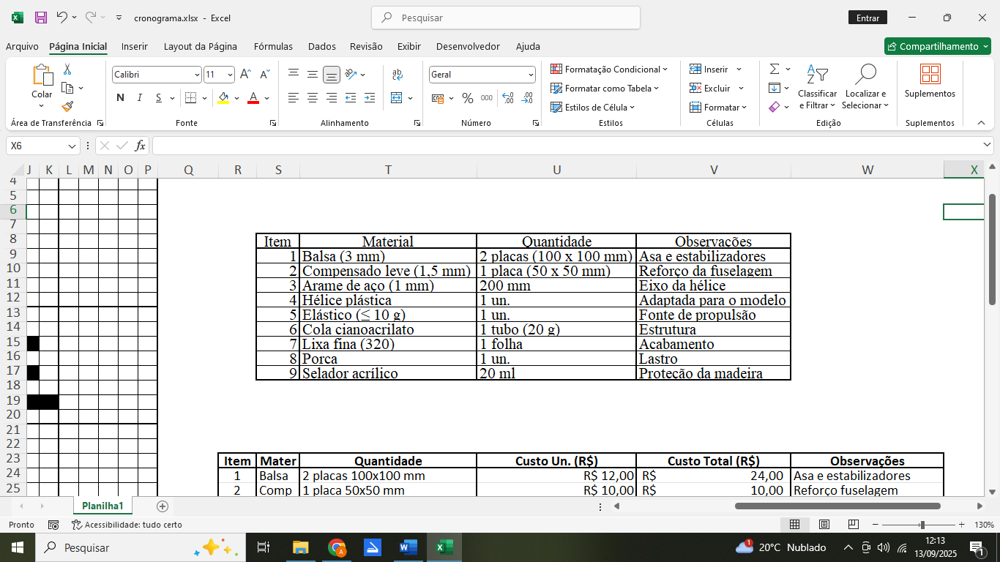 cronograma.xlsx - Excel
Pesquisar
Entrar
Arquivo Página Inicial Inserir Layout da Página Fórmulas Dados Revisão Exibir Desenvolvedor Ajuda
Compartilhamento
Colar
Calibri 11
N I S A
ab
Geral
% 000
Formatação Condicional
Formatar como Tabela
Estilos de Célula
Inserir
Excluir
Formatar
Classificar e Filtrar
Localizar e Selecionar
Suplementos
Área de Transferência Fonte Alinhamento Número Estilos Células Edição Suplementos
X6 fx
J K L M N O P Q R S T U V W X
4
5
6
7
8 Item Material Quantidade Observações
9 1 Balsa (3 mm) 2 placas (100 x 100 mm) Asa e estabilizadores
10 2 Compensado leve (1,5 mm) 1 placa (50 x 50 mm) Reforço da fuselagem
11 3 Arame de aço (1 mm) 200 mm Eixo da hélice
12 4 Hélice plástica 1 un. Adaptada para o modelo
13 5 Elástico (≤ 10 g) 1 un. Fonte de propulsão
14 6 Cola cianoacrilato 1 tubo (20 g) Estrutura
15 7 Lixa fina (320) 1 folha Acabamento
16 8 Porca 1 un. Lastro
17 9 Selador acrílico 20 ml Proteção da madeira
18
19
20
21
22
23 Item Mater Quantidade Custo Un. (R$) Custo Total (R$) Observações
24 1 Balsa 2 placas 100x100 mm R$ 12,00 R$ 24,00 Asa e estabilizadores
25 2 Comp 1 placa 50x50 mm R$ 10,00 R$ 10,00 Reforço fuselagem
Planilha1
Pronto Acessibilidade: tudo certo 130%
Pesquisar
20°C Nublado
12:13
13/09/2025